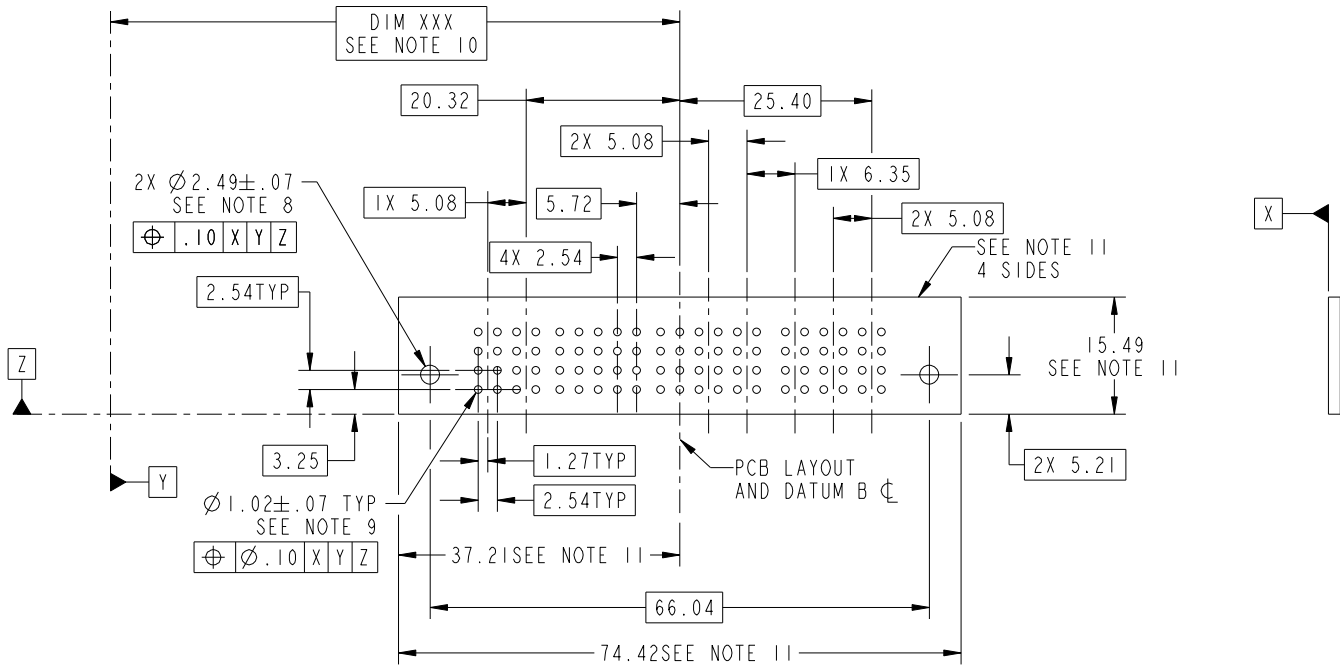 DIM XXX
SEE NOTE 10
20.32
25.40
2X 5.08
1X 6.35
2X Ø2.49±.07
SEE NOTE 8
⌖ .10 X Y Z
1X 5.08
5.72
2X 5.08
X
4X 2.54
SEE NOTE 11
4 SIDES
2.54TYP
15.49
SEE NOTE 11
Z
3.25
1.27TYP
PCB LAYOUT
AND DATUM B ℄
2X 5.21
Y
Ø1.02±.07 TYP
SEE NOTE 9
2.54TYP
⌖ Ø.10 X Y Z
37.21SEE NOTE 11
66.04
74.42SEE NOTE 11